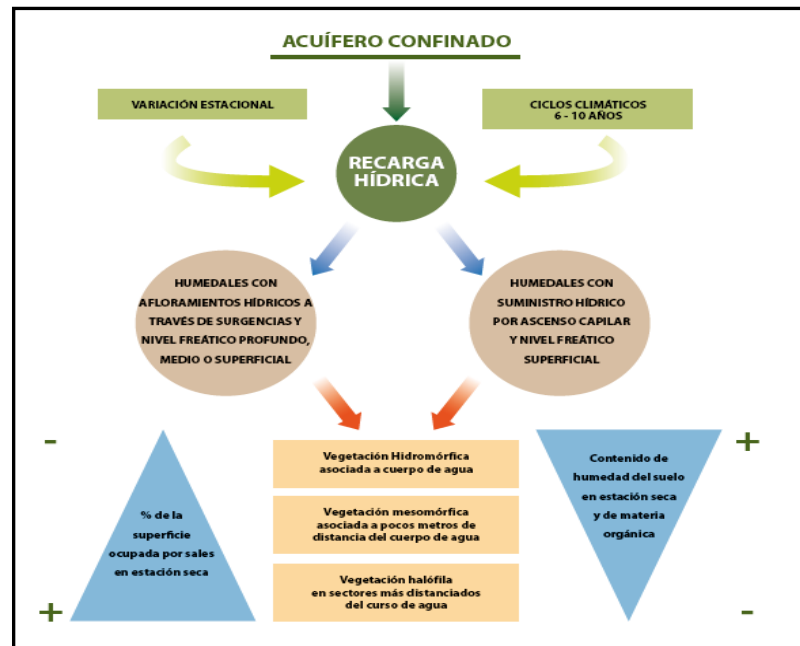 ACUÍFERO CONFINADO
VARIACIÓN ESTACIONAL
CICLOS CLIMÁTICOS
6 - 10 AÑOS
RECARGA
HÍDRICA
HUMEDALES CON
AFLORAMIENTOS HÍDRICOS A
TRAVÉS DE SURGENCIAS Y
NIVEL FREÁTICO PROFUNDO,
MEDIO O SUPERFICIAL
HUMEDALES CON
SUMINISTRO HÍDRICO
POR ASCENSO CAPILAR
Y NIVEL FREÁTICO
SUPERFICIAL
-
% de la
superficie
ocupada por sales
en estación seca
+
Vegetación Hidromórfica
asociada a cuerpo de agua
Vegetación mesomórfica
asociada a pocos metros de
distancia del cuerpo de agua
Vegetación halófila
en sectores más distanciados
del curso de agua
+
Contenido de
humedad del suelo
en estación seca
y de materia
orgánica
-